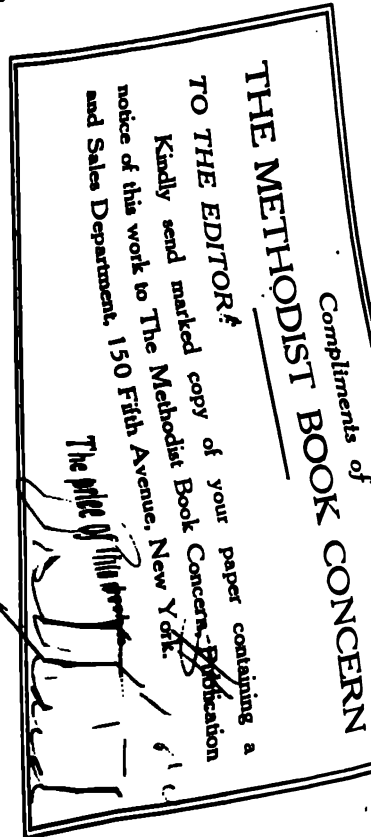 Compliments of
THE METHODIST BOOK CONCERN
TO THE EDITOR:
Kindly send marked copy of your paper containing a
notice of this work to The Methodist Book Concern, Publication
and Sales Department, 150 Fifth Avenue, New York.
The price of this book